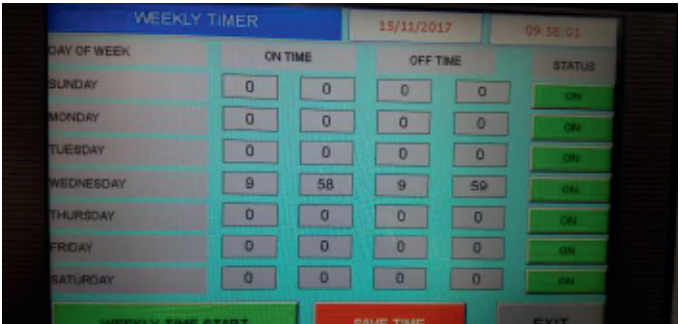 WEEKLY TIMER 15/11/2017 09:58:01
DAY OF WEEK ON TIME OFF TIME STATUS
SUNDAY 0 0 0 0 ON
MONDAY 0 0 0 0 ON
TUESDAY 0 0 0 0 ON
WEDNESDAY 9 58 9 59 ON
THURSDAY 0 0 0 0 ON
FRIDAY 0 0 0 0 ON
SATURDAY 0 0 0 0 ON
WEEKLY TIME START SAVE TIME EXIT